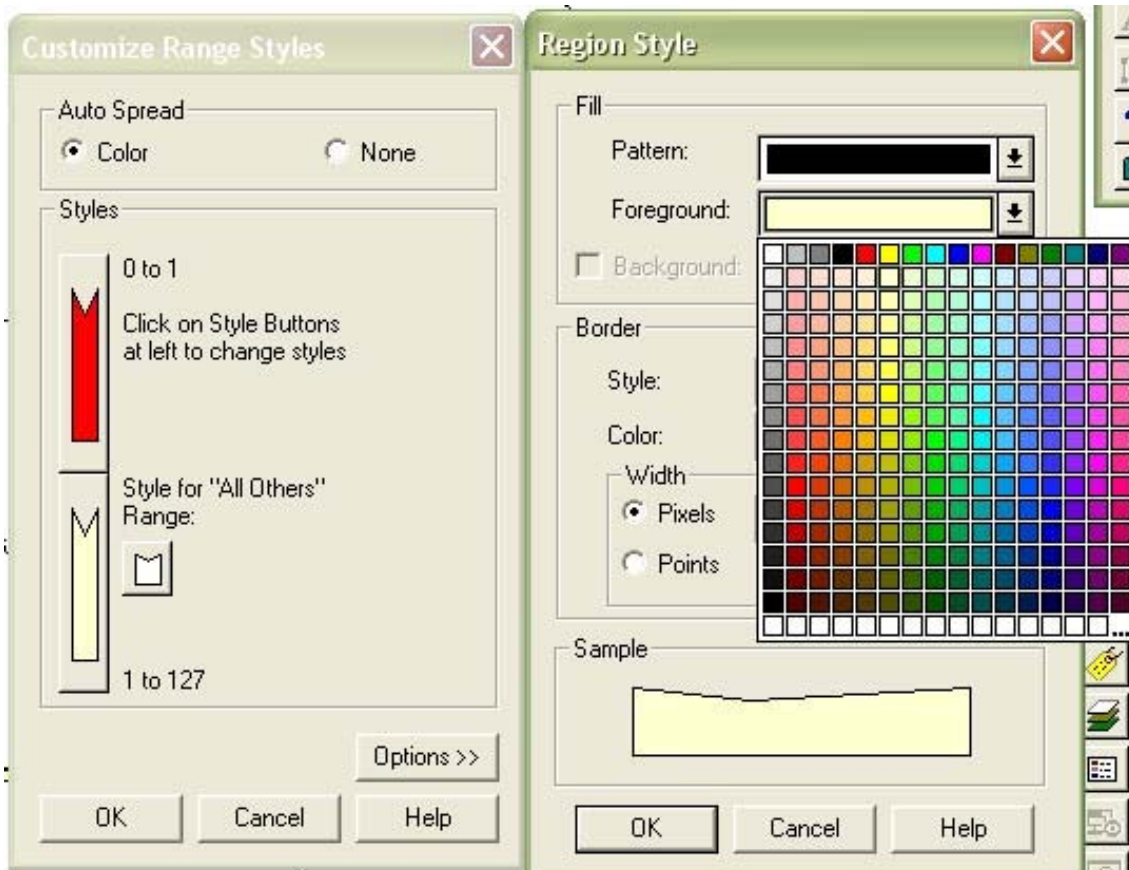 Customize Range Styles
Auto Spread
Color
None
Styles
0 to 1
Click on Style Buttons
at left to change styles
Style for "All Others"
Range:
1 to 127
Options >>
OK
Cancel
Help
Region Style
Fill
Pattern:
Foreground:
Background:
Border
Style:
Color:
Width
Pixels
Points
...
Sample
OK
Cancel
Help